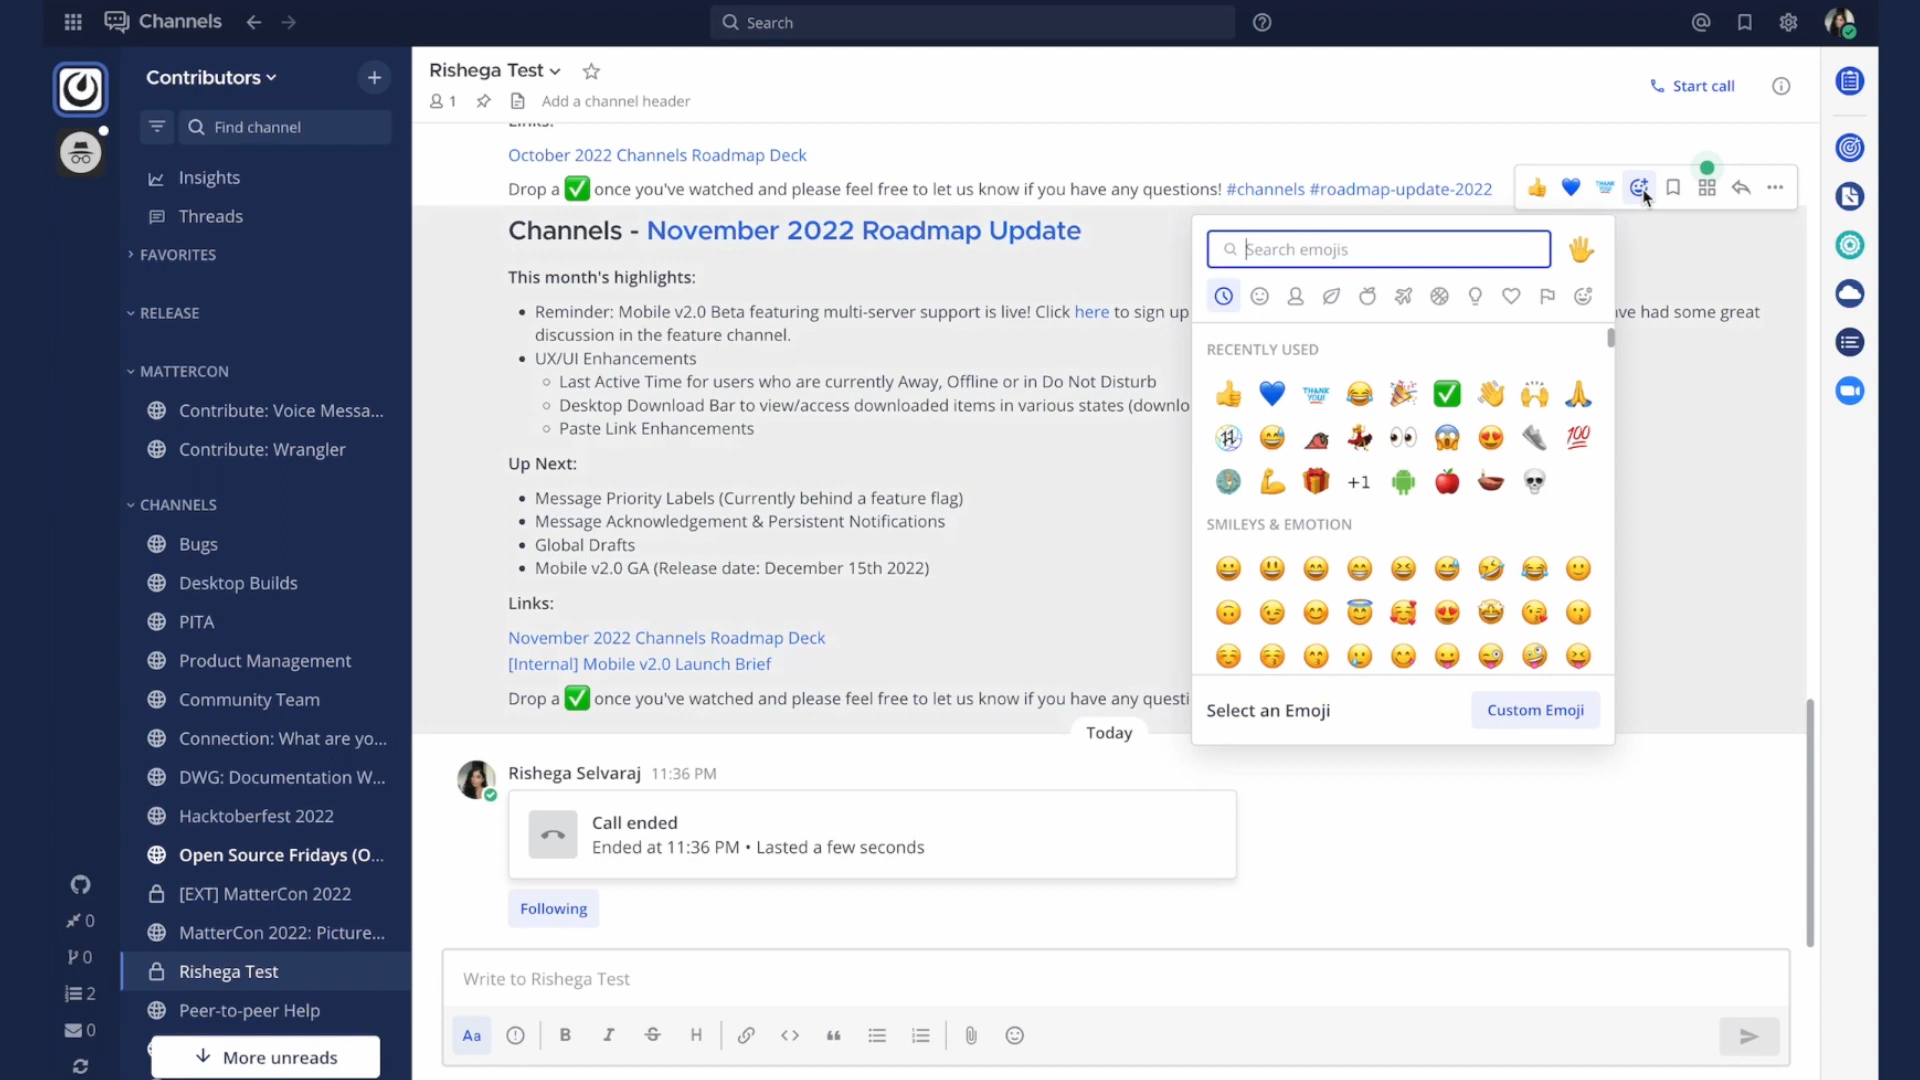 Channels
Search
Contributors
Find channel
Insights
Threads
FAVORITES
RELEASE
MATTERCON
Contribute: Voice Messa...
Contribute: Wrangler
CHANNELS
Bugs
Desktop Builds
PITA
Product Management
Community Team
Connection: What are yo...
DWG: Documentation W...
Hacktoberfest 2022
Open Source Fridays (O...
[EXT] MatterCon 2022
MatterCon 2022: Picture...
Rishega Test
Peer-to-peer Help
More unreads
0
0
2
0
Rishega Test
1
Add a channel header
Start call
Links:
October 2022 Channels Roadmap Deck
Drop a ✅ once you've watched and please feel free to let us know if you have any questions! #channels #roadmap-update-2022
THANK YOU!
Channels - November 2022 Roadmap Update
This month's highlights:
Reminder: Mobile v2.0 Beta featuring multi-server support is live! Click here to sign up
ve had some great
discussion in the feature channel.
UX/UI Enhancements
Last Active Time for users who are currently Away, Offline or in Do Not Disturb
Desktop Download Bar to view/access downloaded items in various states (downlo
Paste Link Enhancements
Up Next:
Message Priority Labels (Currently behind a feature flag)
Message Acknowledgement & Persistent Notifications
Global Drafts
Mobile v2.0 GA (Release date: December 15th 2022)
Links:
November 2022 Channels Roadmap Deck
[Internal] Mobile v2.0 Launch Brief
Drop a ✅ once you've watched and please feel free to let us know if you have any questi
Search emojis
RECENTLY USED
THANK YOU!
100
+1
SMILEYS & EMOTION
Select an Emoji
Custom Emoji
Today
Rishega Selvaraj 11:36 PM
Call ended
Ended at 11:36 PM • Lasted a few seconds
Following
Write to Rishega Test
Aa
B I S H